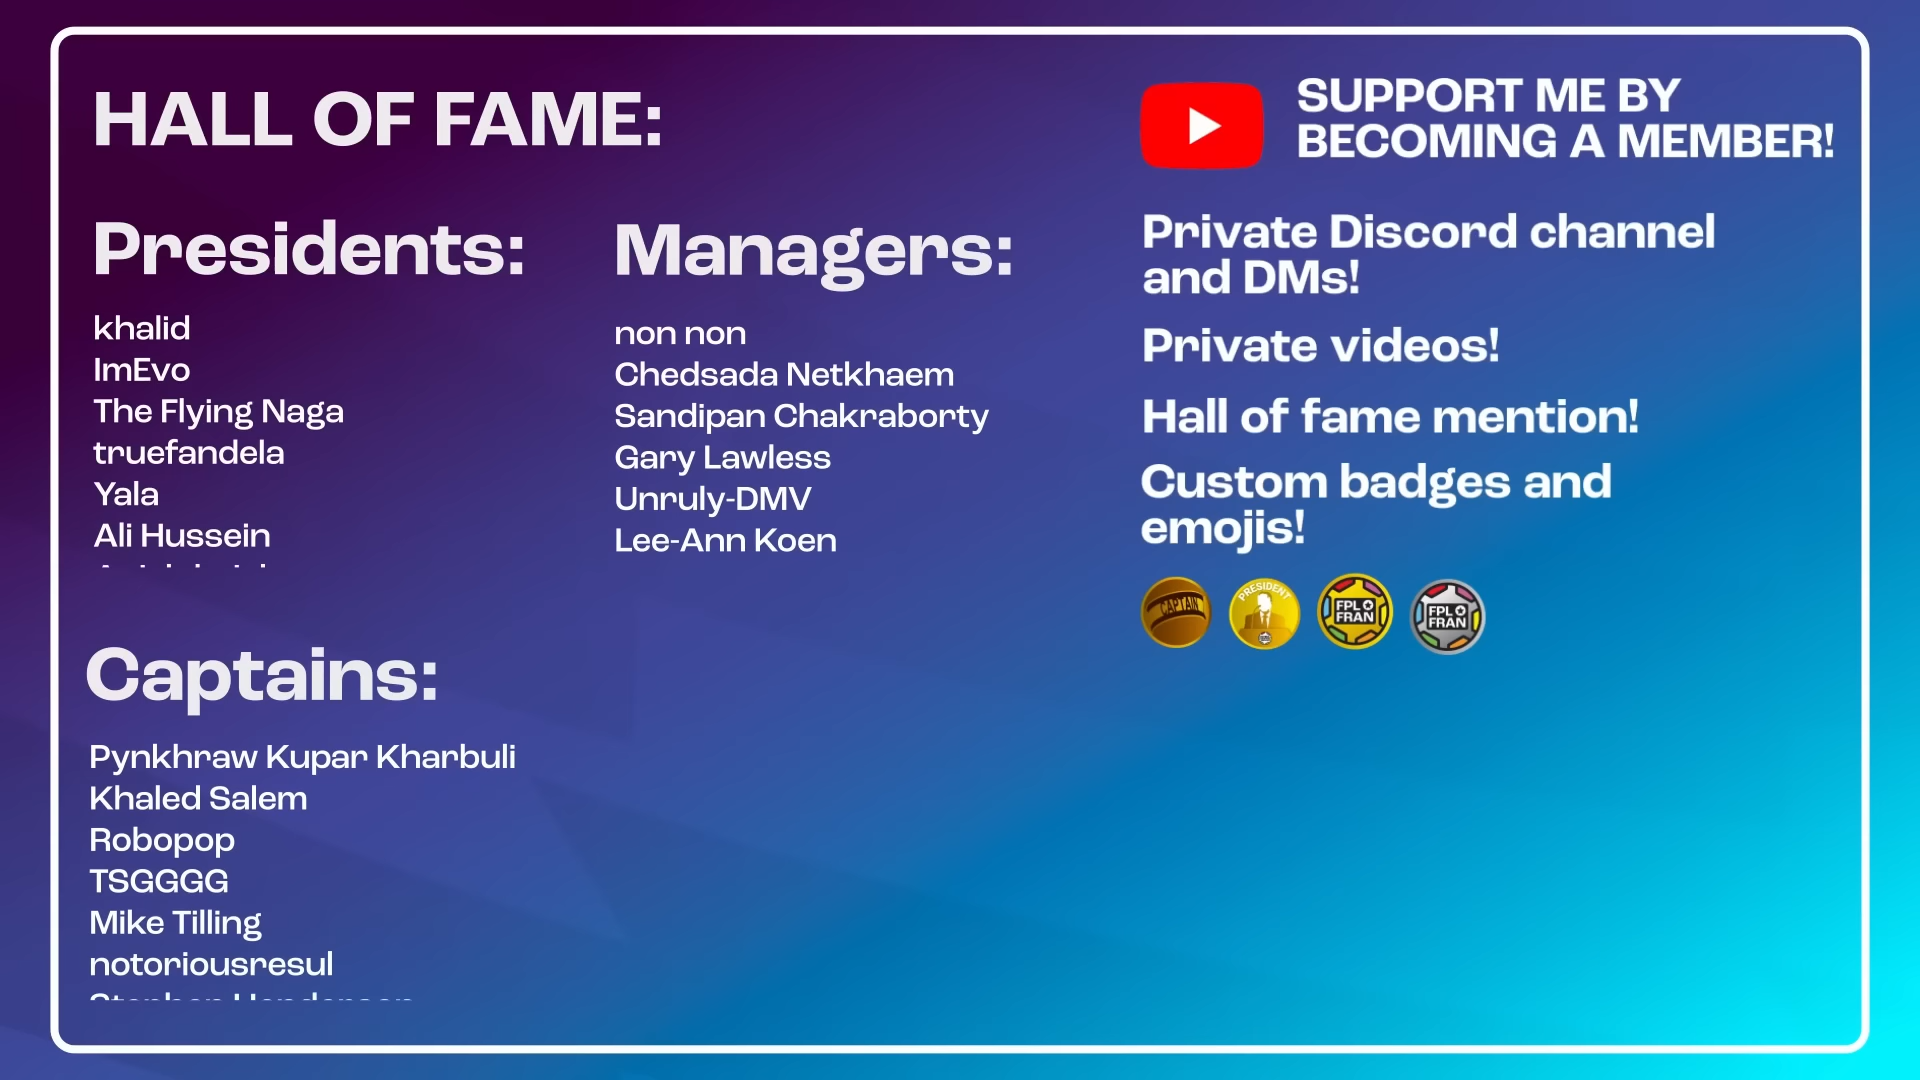 HALL OF FAME:
Presidents:
khalid
ImEvo
The Flying Naga
truefandela
Yala
Ali Hussein
Managers:
non non
Chedsada Netkhaem
Sandipan Chakraborty
Gary Lawless
Unruly-DMV
Lee-Ann Koen
Captains:
Pynkhraw Kupar Kharbuli
Khaled Salem
Robopop
TSGGGG
Mike Tilling
notoriousresul
SUPPORT ME BY
BECOMING A MEMBER!
Private Discord channel
and DMs!
Private videos!
Hall of fame mention!
Custom badges and
emojis!
CAPTAIN
PRESIDENT
FPL
FRAN
FPL
FRAN